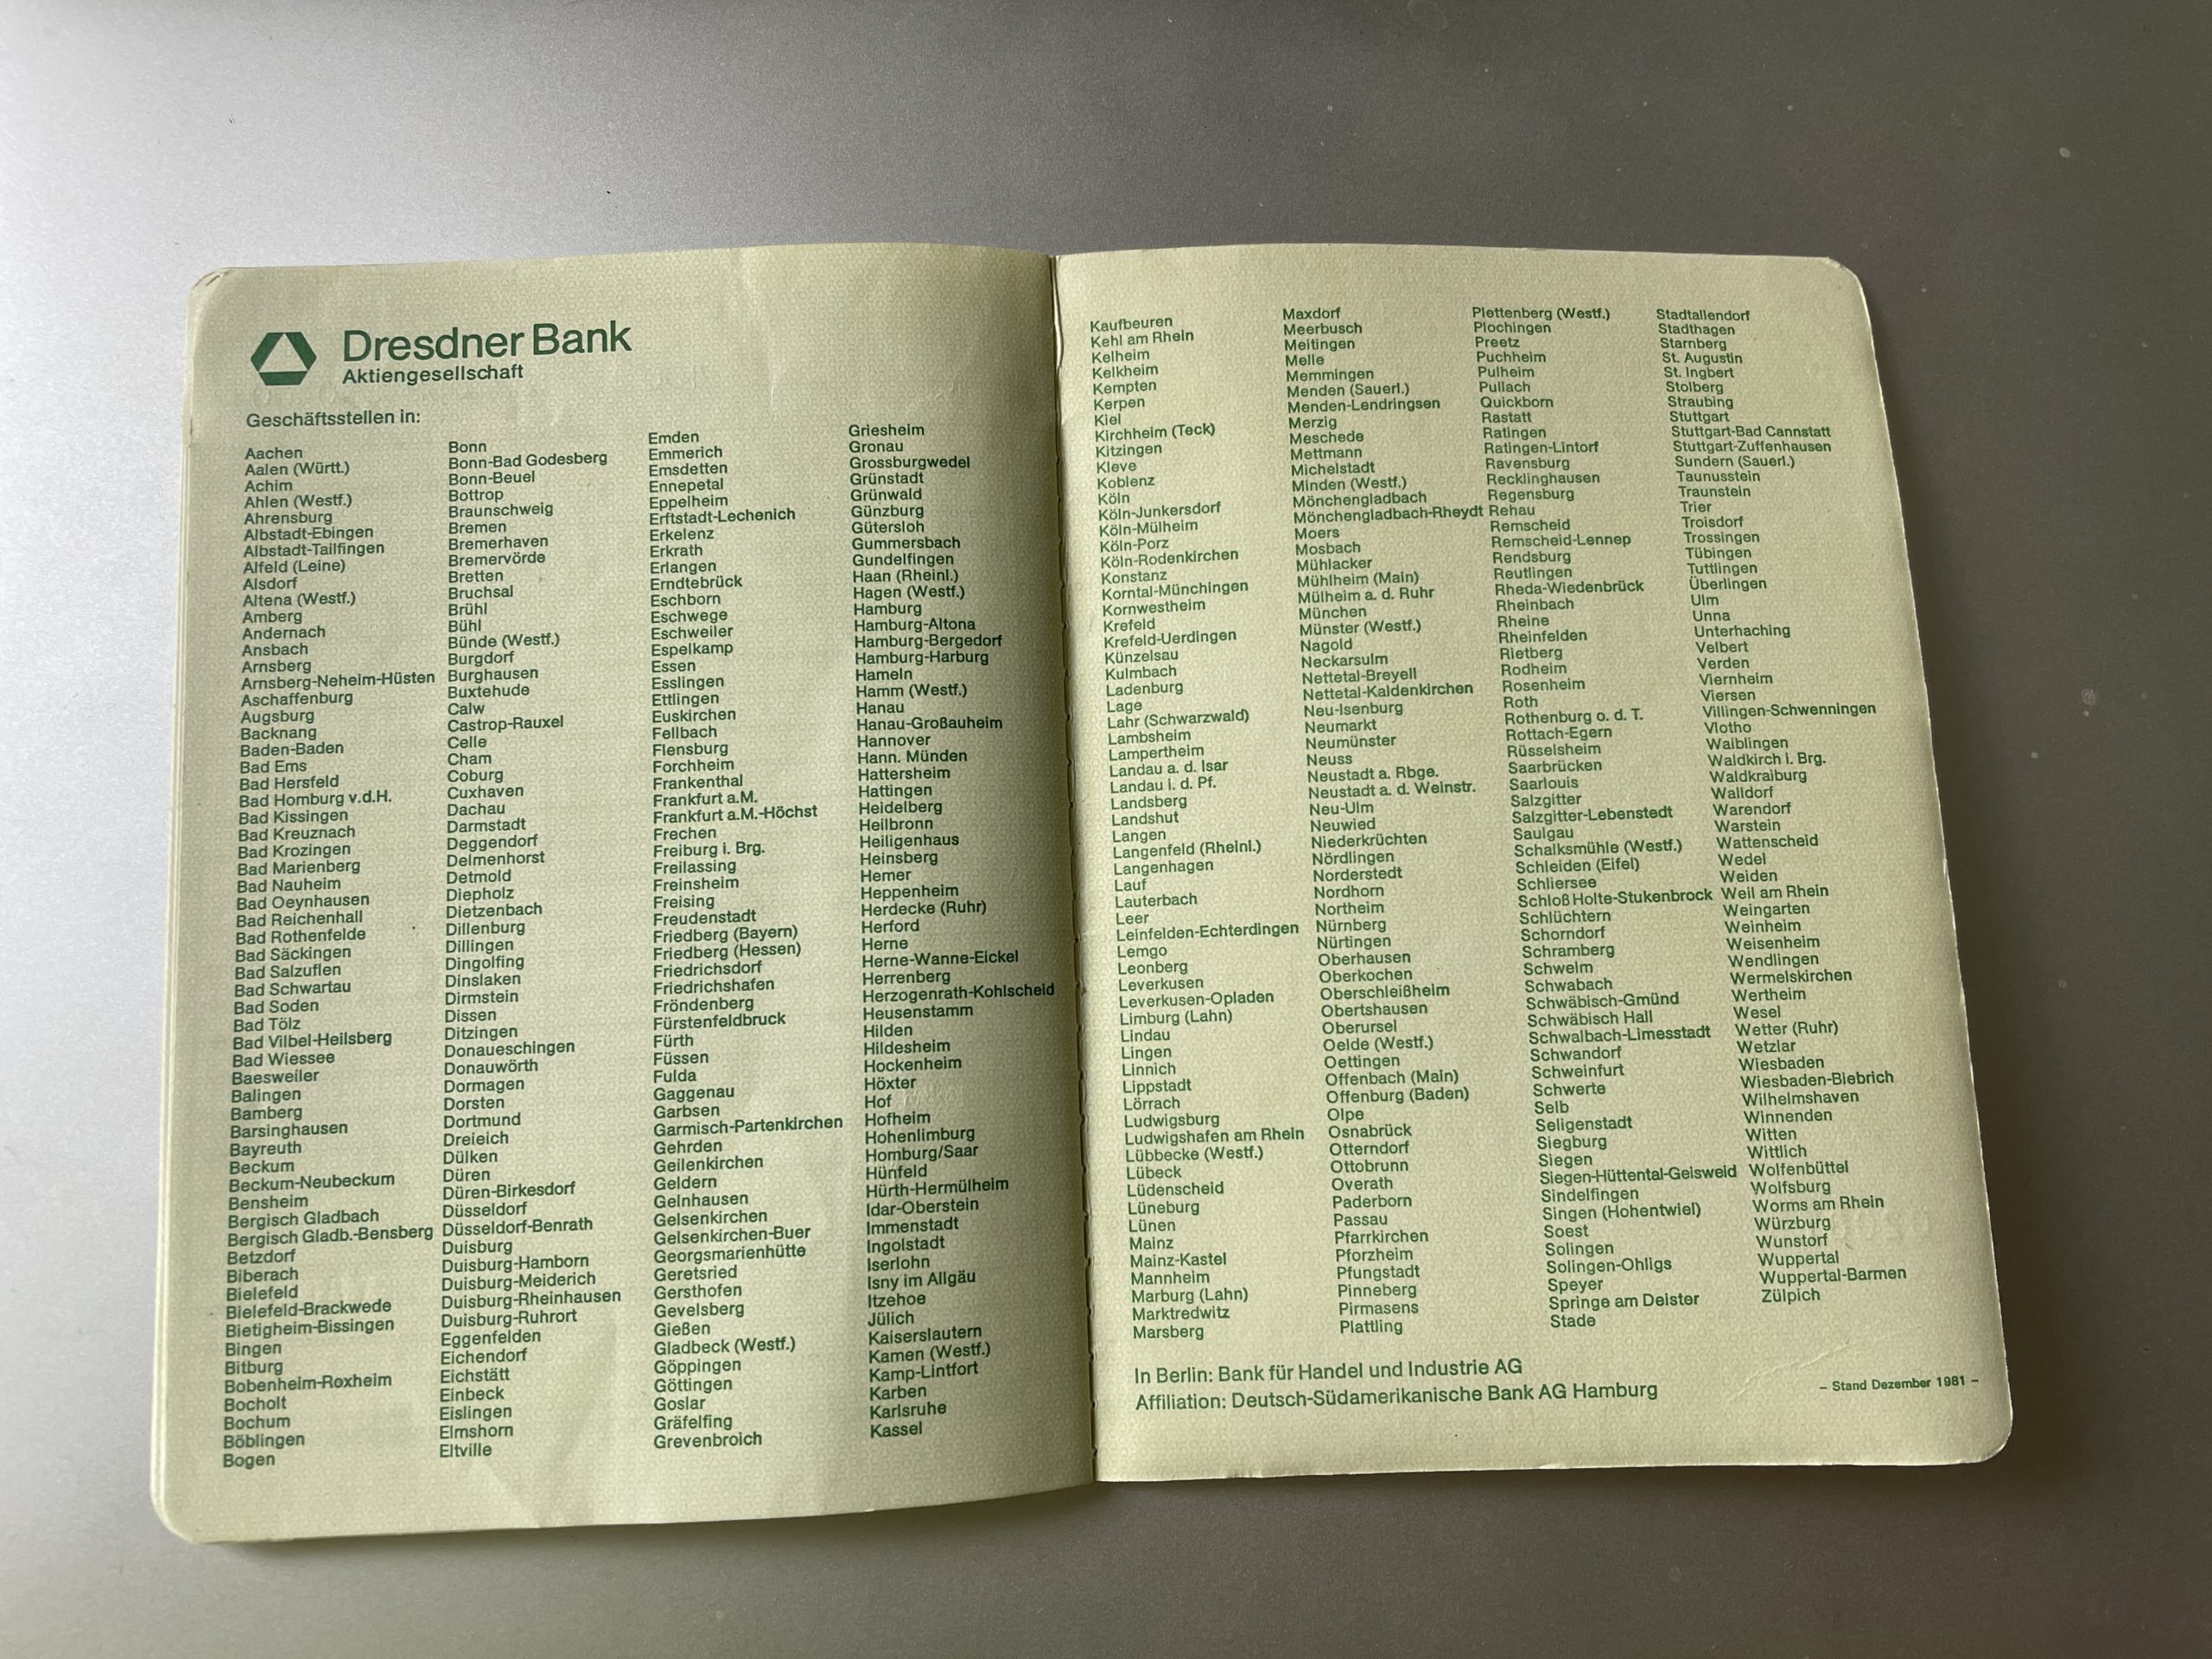 Dresdner Bank
Aktiengesellschaft
Geschäftsstellen in:
Aachen
Aalen (Württ.)
Achim
Ahlen (Westf.)
Ahrensburg
Albstadt-Ebingen
Albstadt-Tailfingen
Alfeld (Leine)
Alsdorf
Altena (Westf.)
Amberg
Andernach
Ansbach
Arnsberg
Arnsberg-Neheim-Hüsten
Aschaffenburg
Augsburg
Backnang
Baden-Baden
Bad Ems
Bad Hersfeld
Bad Homburg v.d.H.
Bad Kissingen
Bad Kreuznach
Bad Krozingen
Bad Marienberg
Bad Nauheim
Bad Oeynhausen
Bad Reichenhall
Bad Rothenfelde
Bad Säckingen
Bad Salzuflen
Bad Schwartau
Bad Soden
Bad Tölz
Bad Vilbel-Heilsberg
Bad Wiessee
Baesweiler
Balingen
Bamberg
Barsinghausen
Bayreuth
Beckum
Beckum-Neubeckum
Bensheim
Bergisch Gladbach
Bergisch Gladb.-Bensberg
Betzdorf
Biberach
Bielefeld
Bielefeld-Brackwede
Bietigheim-Bissingen
Bingen
Bitburg
Bobenheim-Roxheim
Bocholt
Bochum
Böblingen
Bogen
Bonn
Bonn-Bad Godesberg
Bonn-Beuel
Bottrop
Braunschweig
Bremen
Bremerhaven
Bremervörde
Bretten
Bruchsal
Brühl
Bühl
Bünde (Westf.)
Burgdorf
Burghausen
Buxtehude
Calw
Castrop-Rauxel
Celle
Cham
Coburg
Cuxhaven
Dachau
Darmstadt
Deggendorf
Delmenhorst
Detmold
Diepholz
Dietzenbach
Dillenburg
Dillingen
Dingolfing
Dinslaken
Dirmstein
Dissen
Ditzingen
Donaueschingen
Donauwörth
Dormagen
Dorsten
Dortmund
Dreieich
Dülken
Düren
Düren-Birkesdorf
Düsseldorf
Düsseldorf-Benrath
Duisburg
Duisburg-Hamborn
Duisburg-Meiderich
Duisburg-Rheinhausen
Duisburg-Ruhrort
Eggenfelden
Eichendorf
Eichstätt
Einbeck
Eislingen
Elmshorn
Eltville
Emden
Emmerich
Emsdetten
Ennepetal
Eppelheim
Erftstadt-Lechenich
Erkelenz
Erkrath
Erlangen
Erndtebrück
Eschborn
Eschwege
Eschweiler
Espelkamp
Essen
Esslingen
Ettlingen
Euskirchen
Fellbach
Flensburg
Forchheim
Frankenthal
Frankfurt a.M.
Frankfurt a.M.-Höchst
Frechen
Freiburg i. Brg.
Freilassing
Freinsheim
Freising
Freudenstadt
Friedberg (Bayern)
Friedberg (Hessen)
Friedrichsdorf
Friedrichshafen
Fröndenberg
Fürstenfeldbruck
Fürth
Füssen
Fulda
Gaggenau
Garbsen
Garmisch-Partenkirchen
Gehrden
Geilenkirchen
Geldern
Gelnhausen
Gelsenkirchen
Gelsenkirchen-Buer
Georgsmarienhütte
Geretsried
Gersthofen
Gevelsberg
Gießen
Gladbeck (Westf.)
Göppingen
Göttingen
Goslar
Gräfelfing
Grevenbroich
Griesheim
Gronau
Grossburgwedel
Grünstadt
Grünwald
Günzburg
Gütersloh
Gummersbach
Gundelfingen
Haan (Rheinl.)
Hagen (Westf.)
Hamburg
Hamburg-Altona
Hamburg-Bergedorf
Hamburg-Harburg
Hameln
Hamm (Westf.)
Hanau
Hanau-Großauheim
Hannover
Hann. Münden
Hattersheim
Hattingen
Heidelberg
Heilbronn
Heiligenhaus
Heinsberg
Hemer
Heppenheim
Herdecke (Ruhr)
Herford
Herne
Herne-Wanne-Eickel
Herrenberg
Herzogenrath-Kohlscheid
Heusenstamm
Hilden
Hildesheim
Hockenheim
Höxter
Hof
Hofheim
Hohenlimburg
Homburg/Saar
Hünfeld
Hürth-Hermülheim
Idar-Oberstein
Immenstadt
Ingolstadt
Iserlohn
Isny im Allgäu
Itzehoe
Jülich
Kaiserslautern
Kamen (Westf.)
Kamp-Lintfort
Karben
Karlsruhe
Kassel
Kaufbeuren
Kehl am Rhein
Kelheim
Kelkheim
Kempten
Kerpen
Kiel
Kirchheim (Teck)
Kitzingen
Kleve
Koblenz
Köln
Köln-Junkersdorf
Köln-Mülheim
Köln-Porz
Köln-Rodenkirchen
Konstanz
Korntal-Münchingen
Kornwestheim
Krefeld
Krefeld-Uerdingen
Künzelsau
Kulmbach
Ladenburg
Lage
Lahr (Schwarzwald)
Lambsheim
Lampertheim
Landau a. d. Isar
Landau i. d. Pf.
Landsberg
Landshut
Langen
Langenfeld (Rheinl.)
Langenhagen
Lauf
Lauterbach
Leer
Leinfelden-Echterdingen
Lemgo
Leonberg
Leverkusen
Leverkusen-Opladen
Limburg (Lahn)
Lindau
Lingen
Linnich
Lippstadt
Lörrach
Ludwigsburg
Ludwigshafen am Rhein
Lübbecke (Westf.)
Lübeck
Lüdenscheid
Lüneburg
Lünen
Mainz
Mainz-Kastel
Mannheim
Marburg (Lahn)
Marktredwitz
Marsberg
Maxdorf
Meerbusch
Meitingen
Melle
Memmingen
Menden (Sauerl.)
Menden-Lendringsen
Merzig
Meschede
Mettmann
Michelstadt
Minden (Westf.)
Mönchengladbach
Mönchengladbach-Rheydt
Moers
Mosbach
Mühlacker
Mühlheim (Main)
Mülheim a. d. Ruhr
München
Münster (Westf.)
Nagold
Neckarsulm
Nettetal-Breyell
Nettetal-Kaldenkirchen
Neu-Isenburg
Neumarkt
Neumünster
Neuss
Neustadt a. Rbge.
Neustadt a. d. Weinstr.
Neu-Ulm
Neuwied
Niederkrüchten
Nördlingen
Norderstedt
Nordhorn
Northeim
Nürnberg
Nürtingen
Oberhausen
Oberkochen
Oberschleißheim
Obertshausen
Oberursel
Oelde (Westf.)
Oettingen
Offenbach (Main)
Offenburg (Baden)
Olpe
Osnabrück
Otterndorf
Ottobrunn
Overath
Paderborn
Passau
Pfarrkirchen
Pforzheim
Pfungstadt
Pinneberg
Pirmasens
Plattling
Plettenberg (Westf.)
Plochingen
Preetz
Puchheim
Pulheim
Pullach
Quickborn
Rastatt
Ratingen
Ratingen-Lintorf
Ravensburg
Recklinghausen
Regensburg
Rehau
Remscheid
Remscheid-Lennep
Rendsburg
Reutlingen
Rheda-Wiedenbrück
Rheinbach
Rheine
Rheinfelden
Rietberg
Rodheim
Rosenheim
Roth
Rothenburg o. d. T.
Rottach-Egern
Rüsselsheim
Saarbrücken
Saarlouis
Salzgitter
Salzgitter-Lebenstedt
Saulgau
Schalksmühle (Westf.)
Schleiden (Eifel)
Schliersee
Schloß Holte-Stukenbrock
Schlüchtern
Schorndorf
Schramberg
Schwelm
Schwabach
Schwäbisch-Gmünd
Schwäbisch Hall
Schwalbach-Limesstadt
Schwandorf
Schweinfurt
Schwerte
Selb
Seligenstadt
Siegburg
Siegen
Siegen-Hüttental-Geisweid
Sindelfingen
Singen (Hohentwiel)
Soest
Solingen
Solingen-Ohligs
Speyer
Springe am Deister
Stade
Stadtallendorf
Stadthagen
Starnberg
St. Augustin
St. Ingbert
Stolberg
Straubing
Stuttgart
Stuttgart-Bad Cannstatt
Stuttgart-Zuffenhausen
Sundern (Sauerl.)
Taunusstein
Traunstein
Trier
Troisdorf
Trossingen
Tübingen
Tuttlingen
Überlingen
Ulm
Unna
Unterhaching
Velbert
Verden
Viernheim
Viersen
Villingen-Schwenningen
Vlotho
Waiblingen
Waldkirch i. Brg.
Waldkraiburg
Walldorf
Warendorf
Warstein
Wattenscheid
Wedel
Weiden
Weil am Rhein
Weingarten
Weinheim
Weisenheim
Wendlingen
Wermelskirchen
Wertheim
Wesel
Wetter (Ruhr)
Wetzlar
Wiesbaden
Wiesbaden-Biebrich
Wilhelmshaven
Winnenden
Witten
Wittlich
Wolfenbüttel
Wolfsburg
Worms am Rhein
Würzburg
Wunstorf
Wuppertal
Wuppertal-Barmen
Zülpich
In Berlin: Bank für Handel und Industrie AG
Affiliation: Deutsch-Südamerikanische Bank AG Hamburg
– Stand Dezember 1981 –